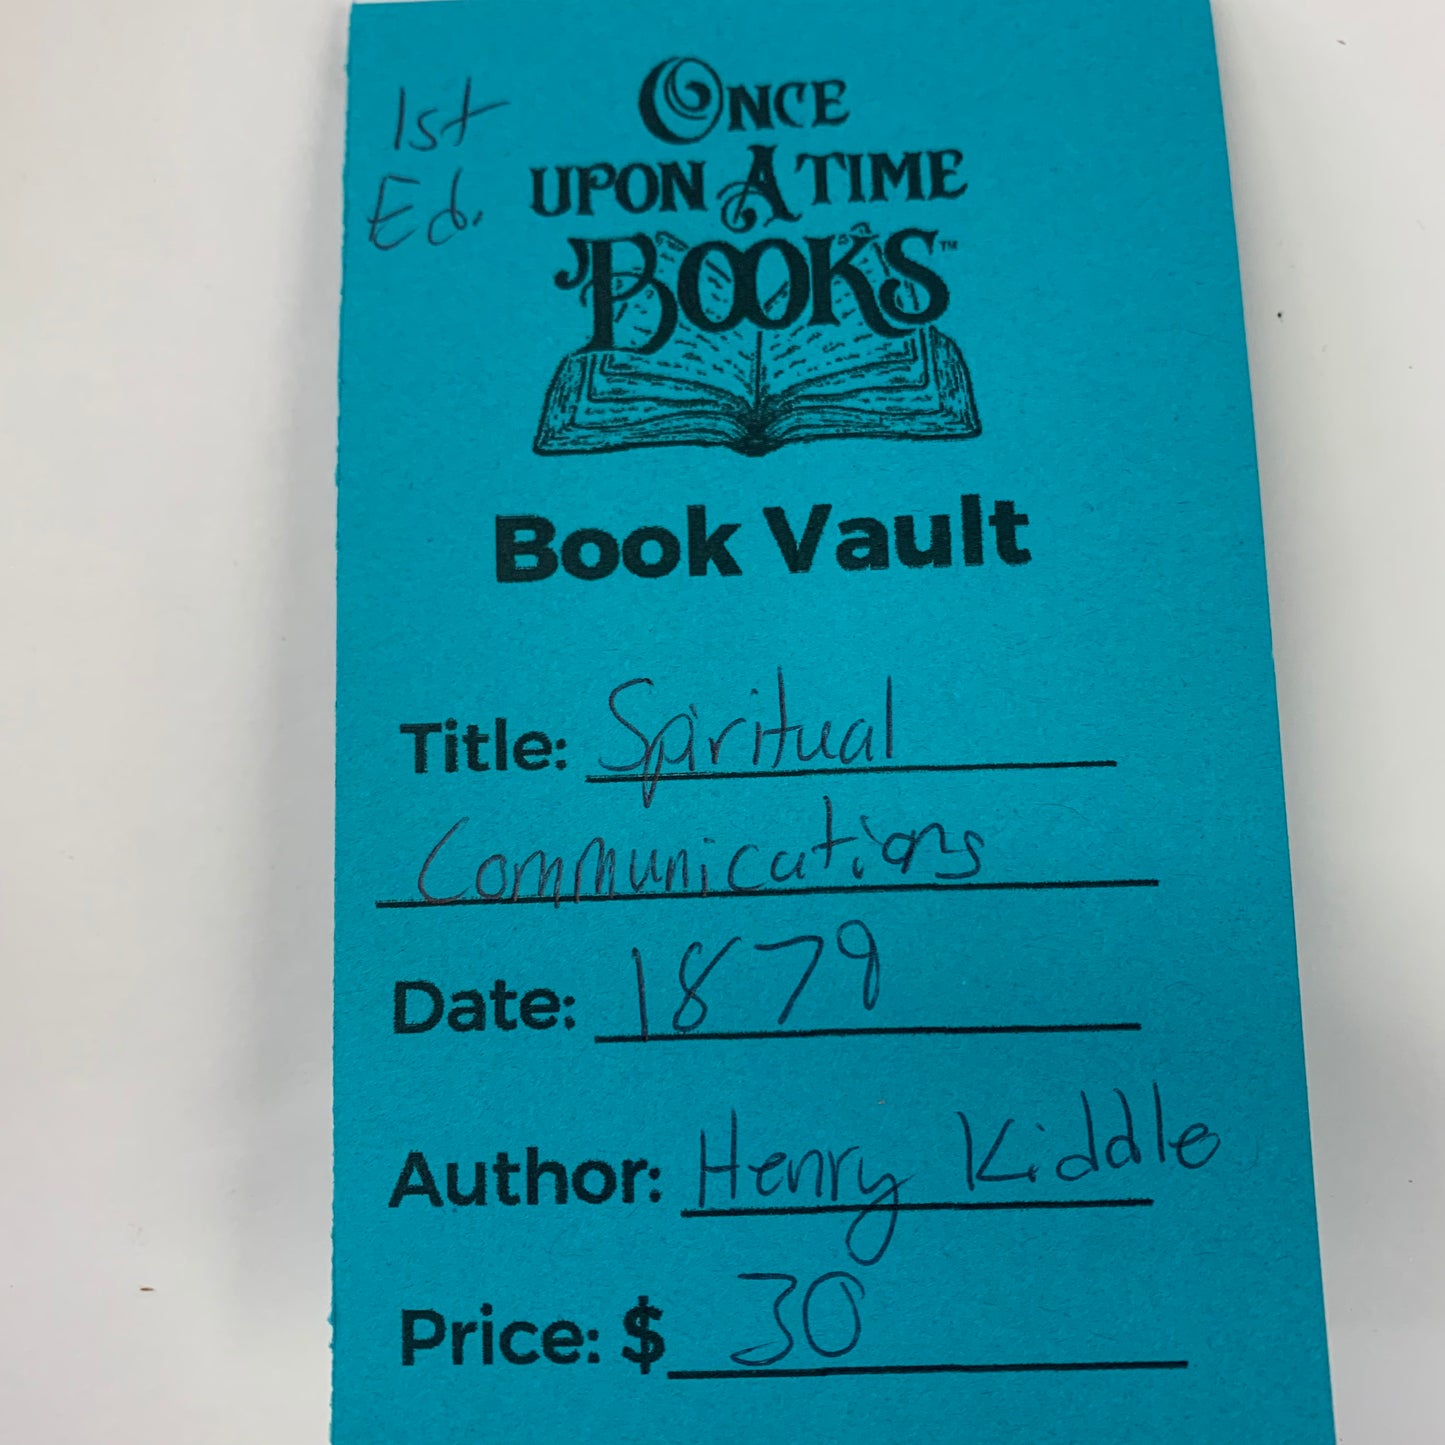 1st
Ed.
ONCE
UPON A TIME
BOOKS™
Book Vault
Title: Spiritual
Communications
Date: 1879
Author: Henry Kiddle
Price: $ 30